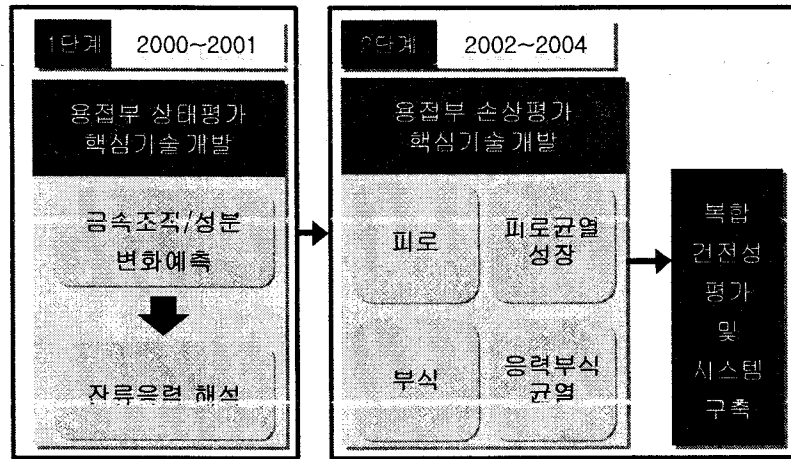 1단계 2000~2001
용접부 상태평가
핵심기술개발
금속조직/성분
변화예측
잔류응력 해석
2단계 2002~2004
용접부 손상평가
핵심기술개발
피로
피로균열
성장
부식
응력부식
균열
복합
건전성
평가
및
시스템
구축